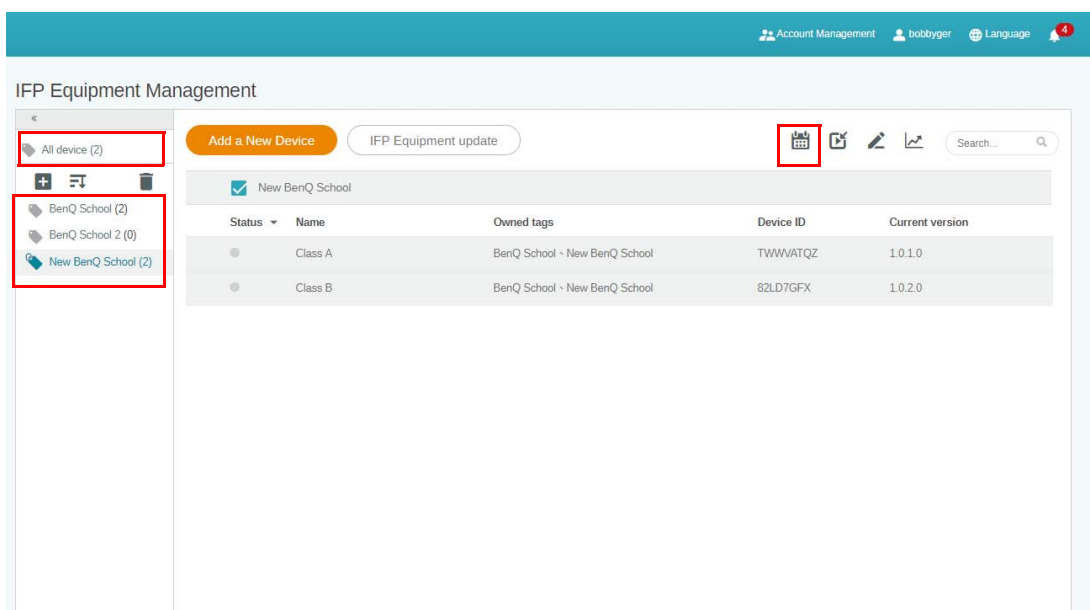 Account Management bobbyger Language 4
IFP Equipment Management
«
All device (2)
BenQ School (2)
BenQ School 2 (0)
New BenQ School (2)
Add a New Device IFP Equipment update Search...
New BenQ School
Status Name Owned tags Device ID Current version
Class A BenQ School、New BenQ School TWWVATQZ 1.0.1.0
Class B BenQ School、New BenQ School 82LD7GFX 1.0.2.0